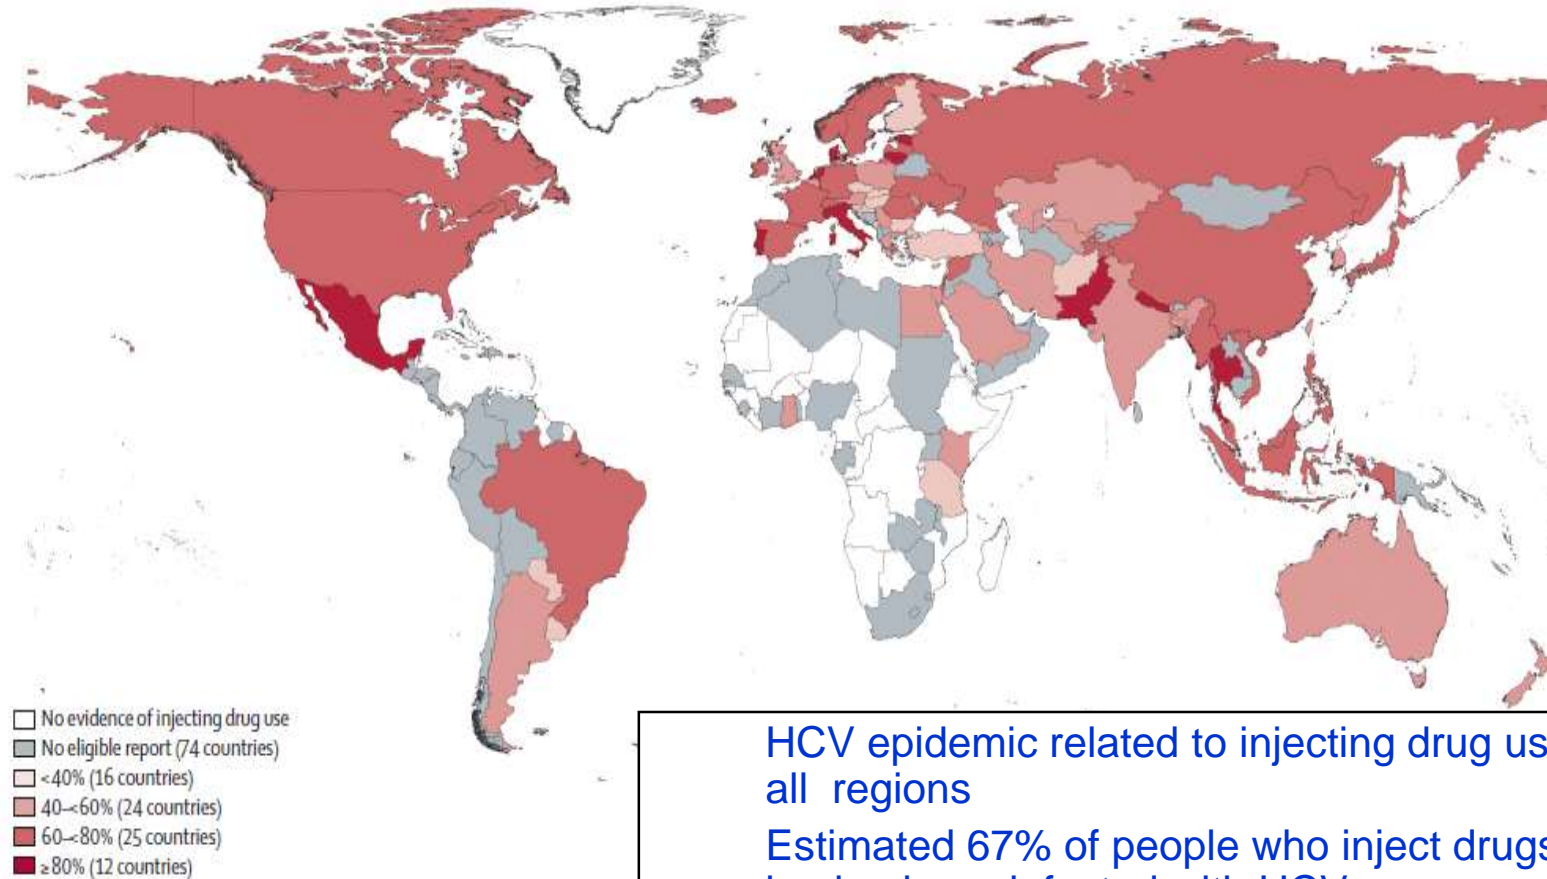 No evidence of injecting drug use
No eligible report (74 countries)
<40% (16 countries)
40–<60% (24 countries)
60–<80% (25 countries)
≥80% (12 countries)
HCV epidemic related to injecting drug us
all regions
Estimated 67% of people who inject drugs